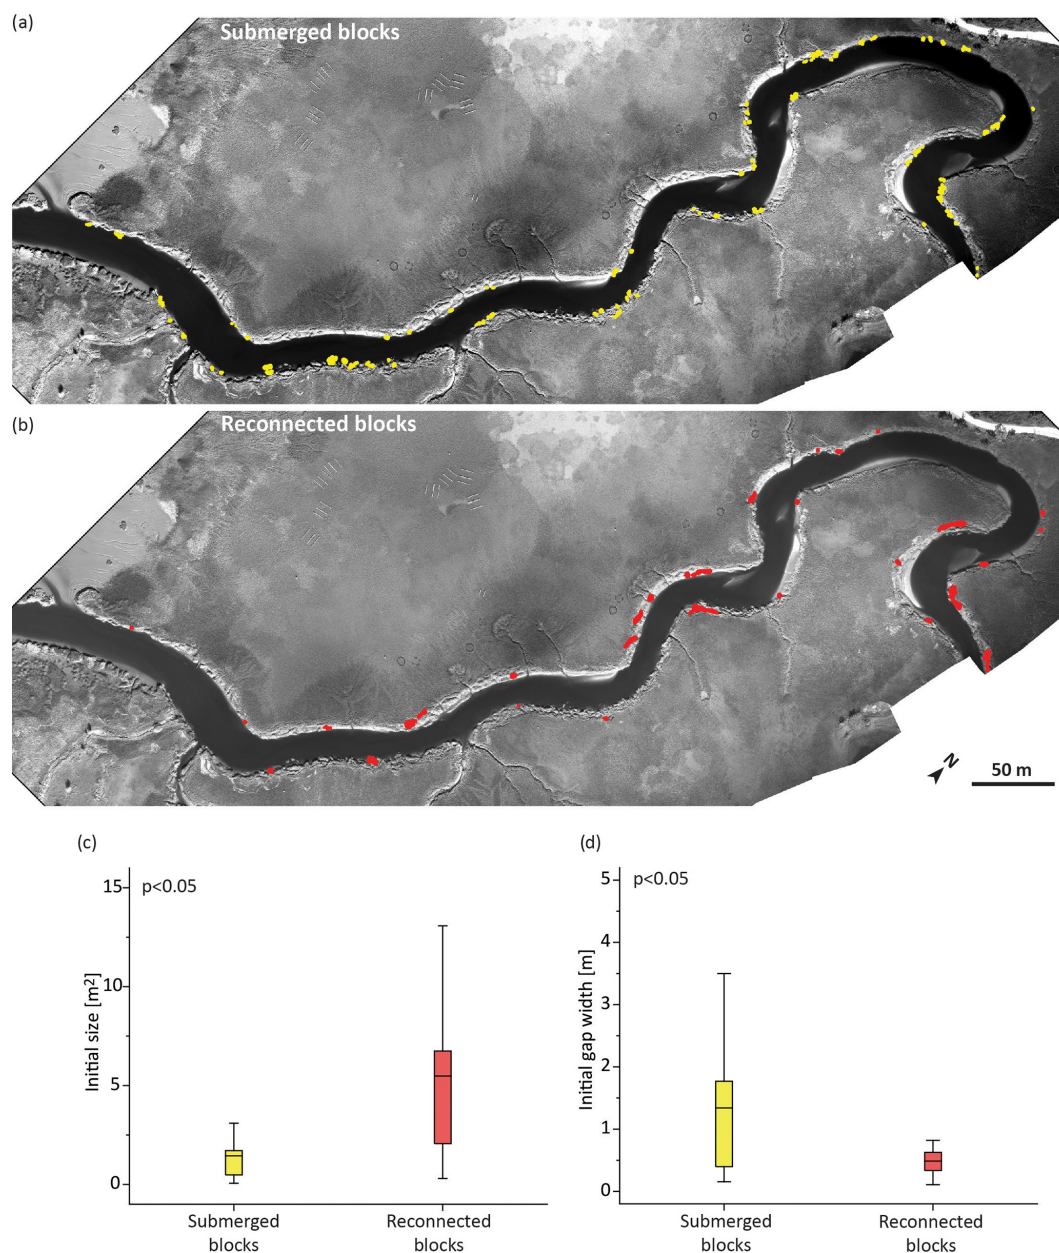 (a)
Submerged blocks
(b)
Reconnected blocks
N
50 m
(c)
p<0.05
Initial size [m²]
15
10
5
0
Submerged
blocks
Reconnected
blocks
(d)
p<0.05
Initial gap width [m]
5
4
3
2
1
0
Submerged
blocks
Reconnected
blocks